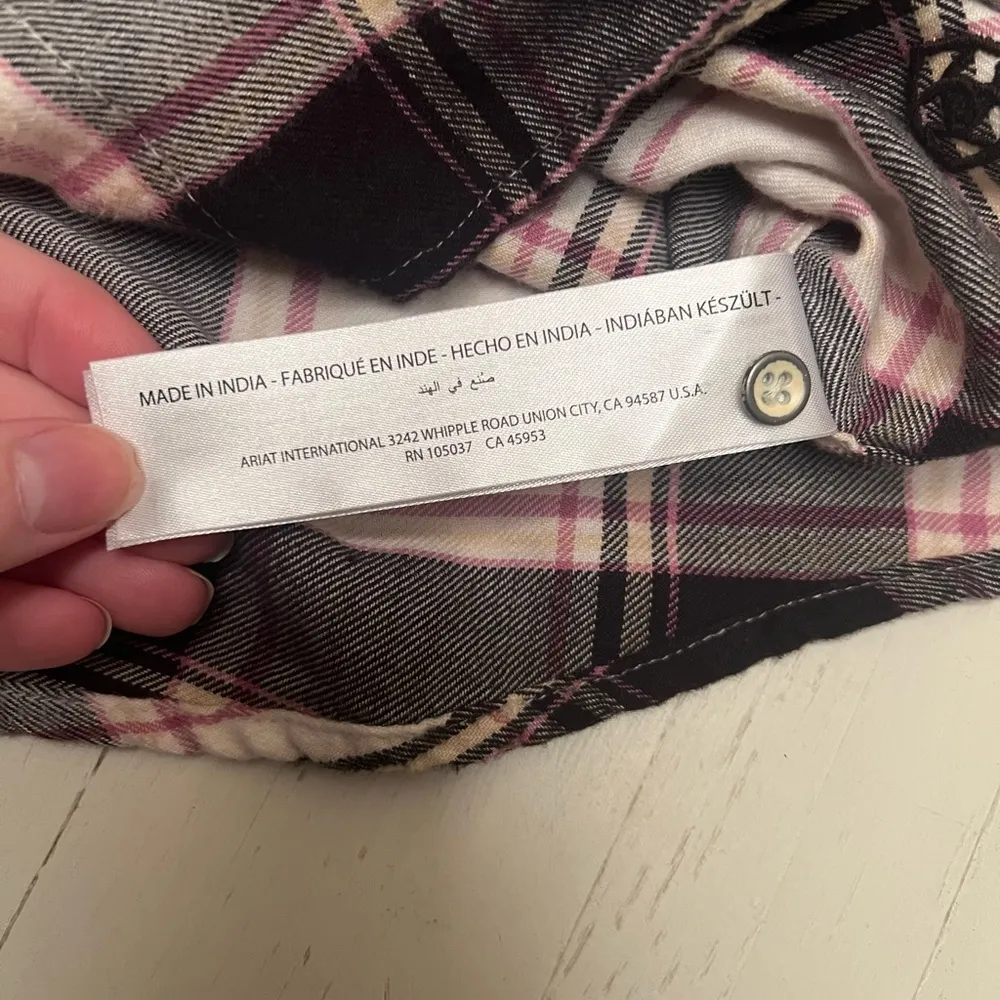 MADE IN INDIA - FABRIQUÉ EN INDE - HECHO EN INDIA - INDIÁBAN KÉSZÜLT -
صُنع في الهند
ARIAT INTERNATIONAL 3242 WHIPPLE ROAD UNION CITY, CA 94587 U.S.A.
RN 105037 CA 45953